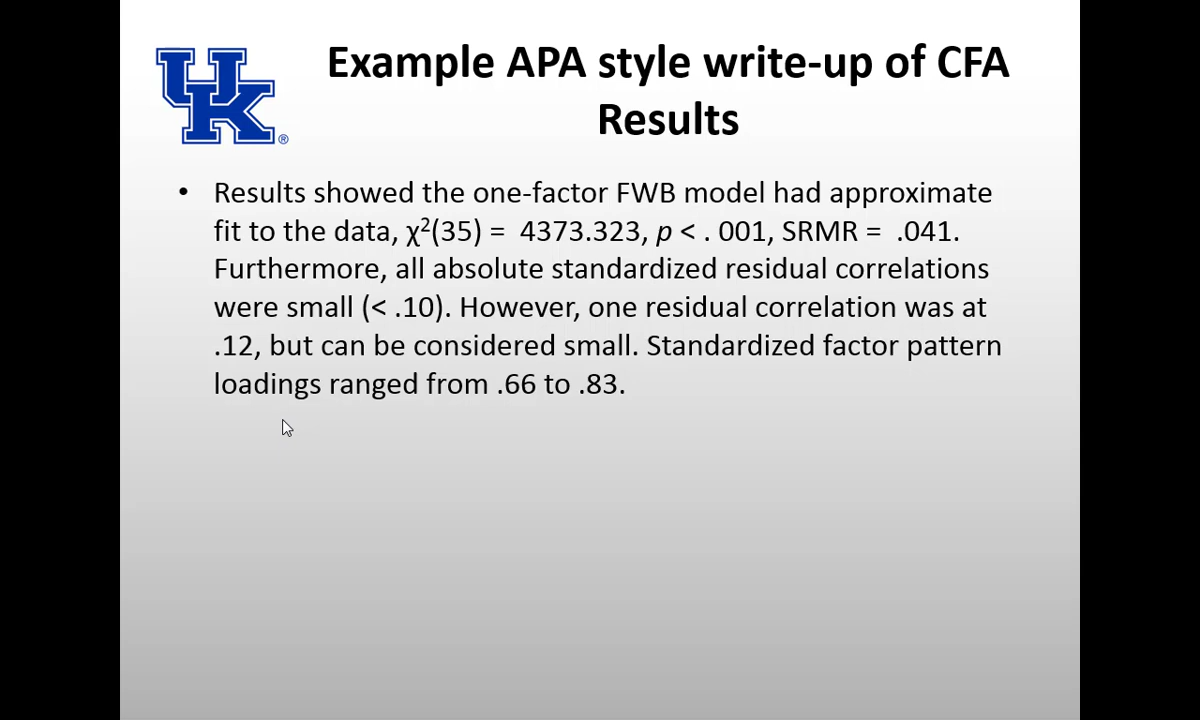 UK®
Example APA style write-up of CFA
Results
• Results showed the one-factor FWB model had approximate
fit to the data, χ²(35) = 4373.323, p < . 001, SRMR = .041.
Furthermore, all absolute standardized residual correlations
were small (< .10). However, one residual correlation was at
.12, but can be considered small. Standardized factor pattern
loadings ranged from .66 to .83.